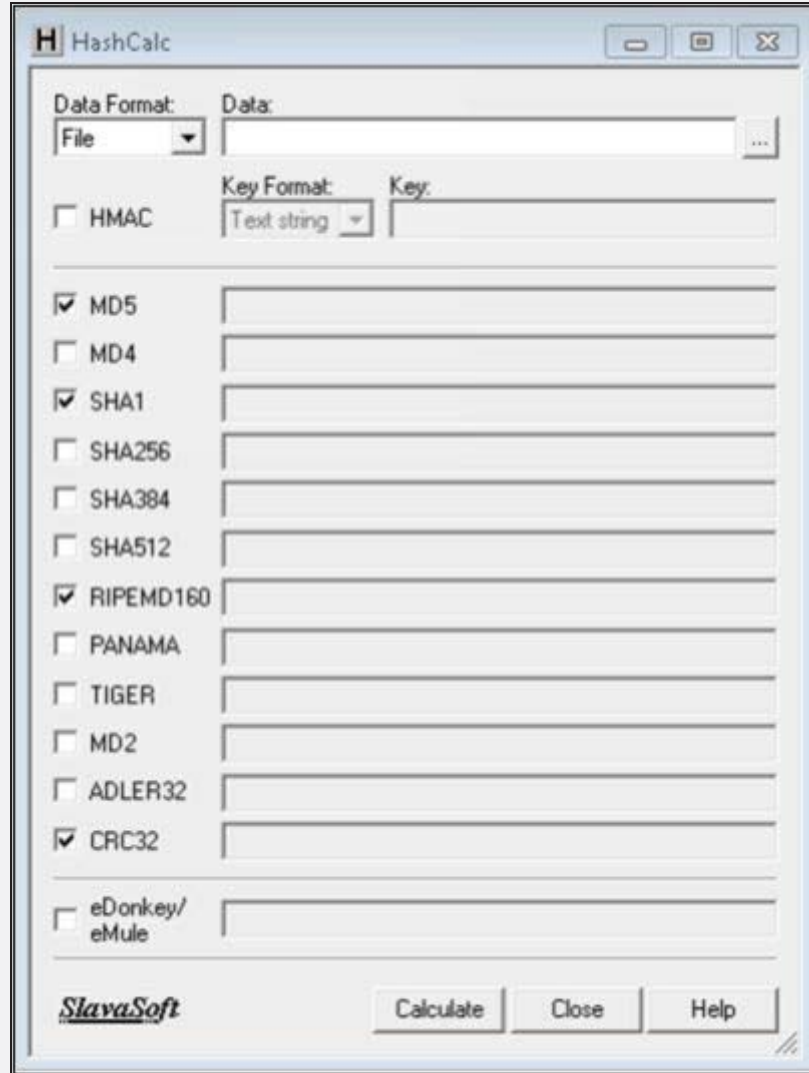 H HashCalc
Data Format: Data:
File ...
Key Format: Key:
HMAC Text string
MD5
MD4
SHA1
SHA256
SHA384
SHA512
RIPEMD160
PANAMA
TIGER
MD2
ADLER32
CRC32
eDonkey/
eMule
SlavaSoft Calculate Close Help